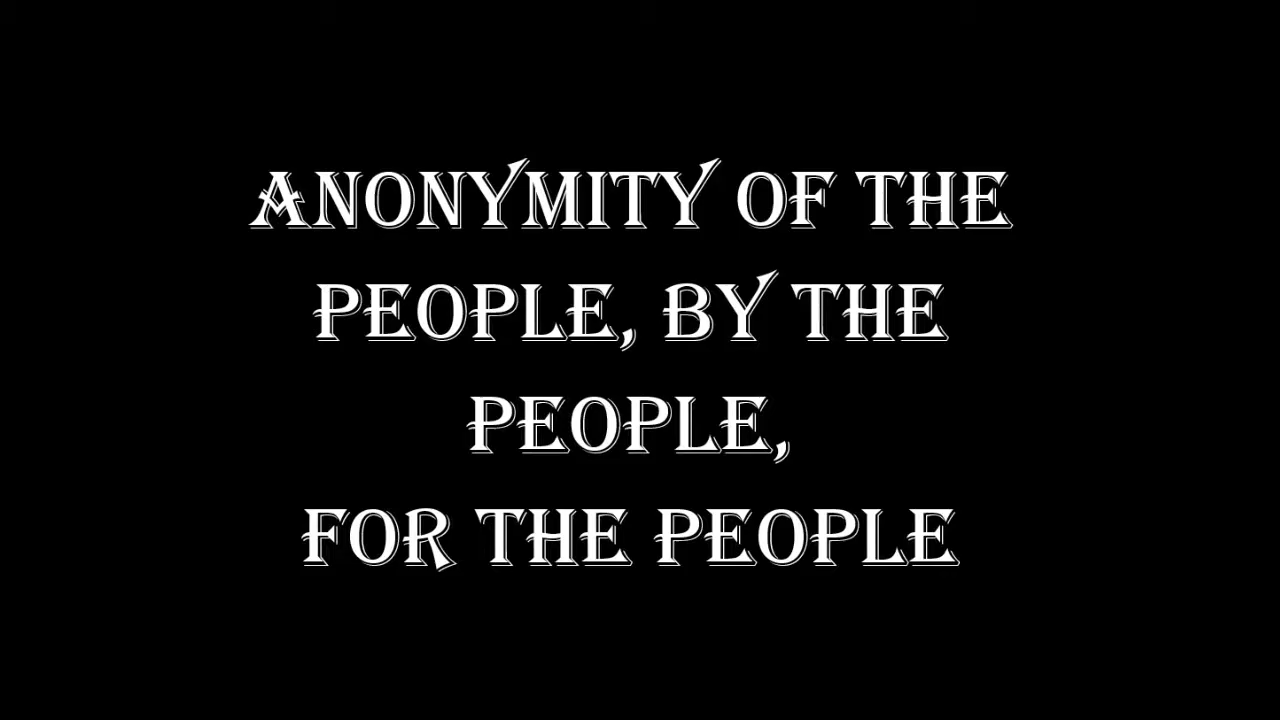 ANONYMITY OF THE
PEOPLE, BY THE
PEOPLE,
FOR THE PEOPLE